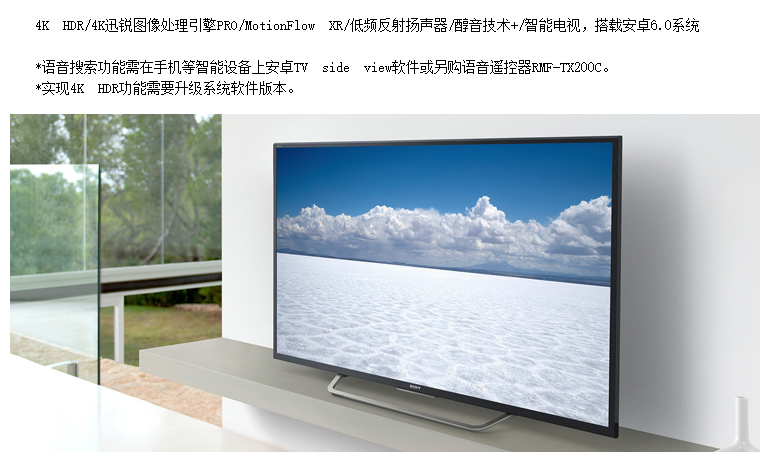 4K HDR/4K迅锐图像处理引擎PRO/MotionFlow XR/低频反射扬声器/醇音技术+/智能电视，搭载安卓6.0系统
*语音搜索功能需在手机等智能设备上安卓TV side view软件或另购语音遥控器RMF-TX200C。
*实现4K HDR功能需要升级系统软件版本。
SONY